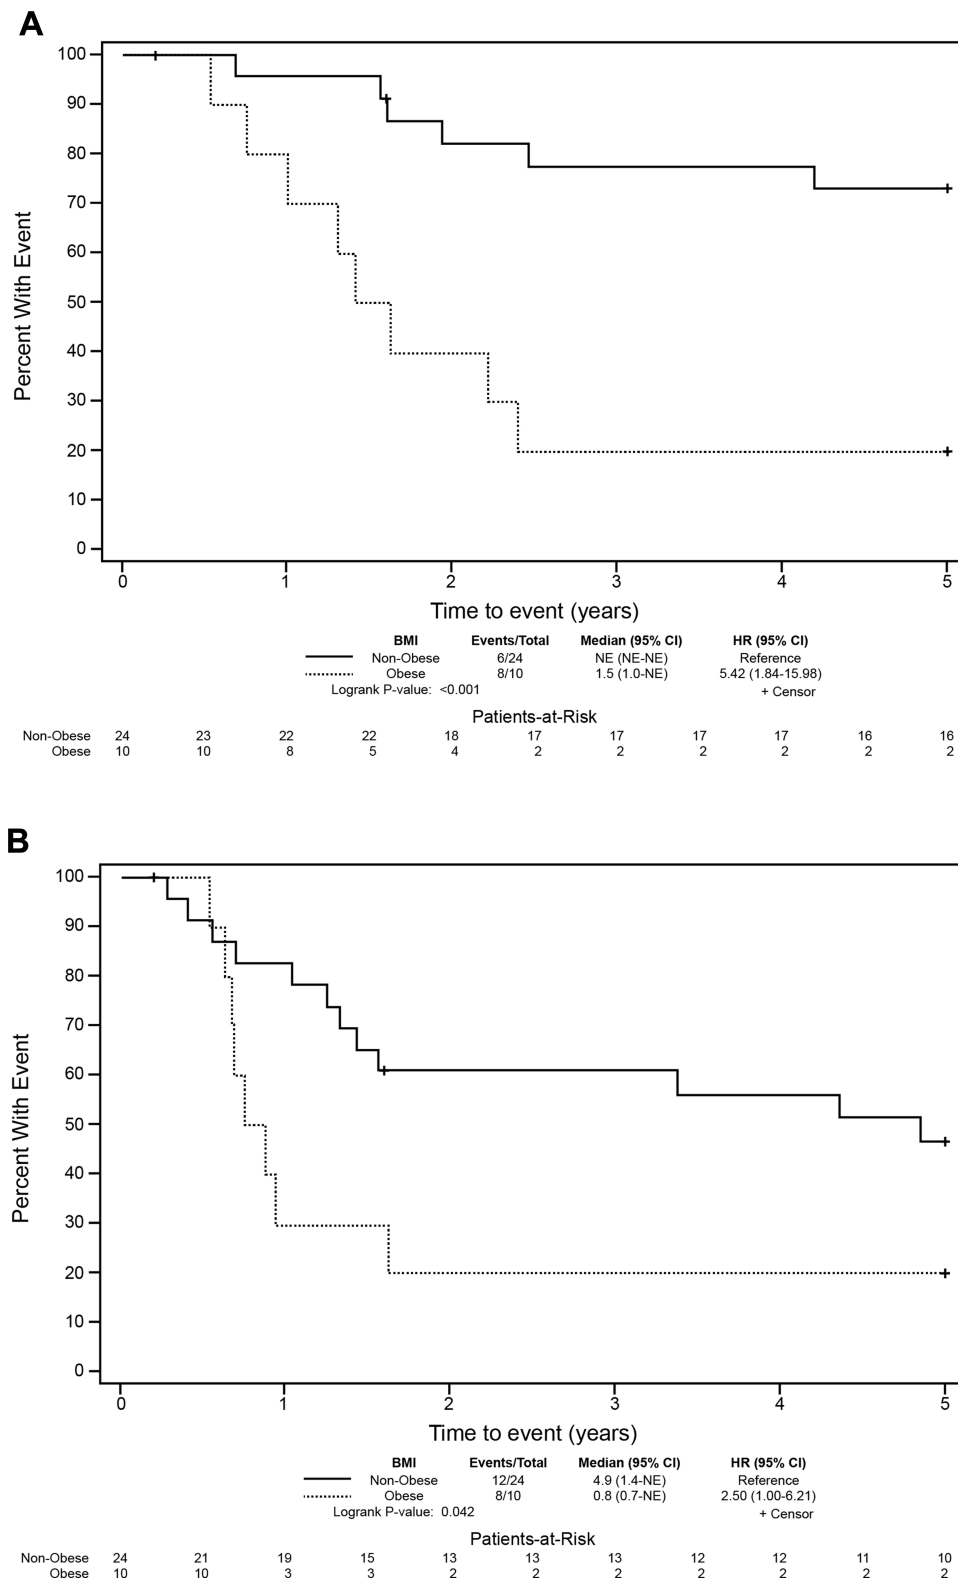 A
Percent With Event
100
90
80
70
60
50
40
30
20
10
0
0 1 2 3 4 5
Time to event (years)
BMI Events/Total Median (95% CI) HR (95% CI)
Non-Obese 6/24 NE (NE-NE) Reference
Obese 8/10 1.5 (1.0-NE) 5.42 (1.84-15.98)
Logrank P-value: <0.001 + Censor
Patients-at-Risk
Non-Obese 24 23 22 22 18 17 17 17 17 16 16
Obese 10 10 8 5 4 2 2 2 2 2 2
B
Percent With Event
100
90
80
70
60
50
40
30
20
10
0
0 1 2 3 4 5
Time to event (years)
BMI Events/Total Median (95% CI) HR (95% CI)
Non-Obese 12/24 4.9 (1.4-NE) Reference
Obese 8/10 0.8 (0.7-NE) 2.50 (1.00-6.21)
Logrank P-value: 0.042 + Censor
Patients-at-Risk
Non-Obese 24 21 19 15 13 13 13 12 12 11 10
Obese 10 10 3 3 2 2 2 2 2 2 2